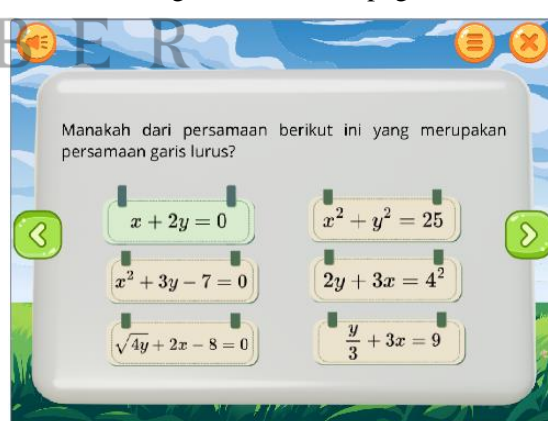 B E R
Manakah dari persamaan berikut ini yang merupakan
persamaan garis lurus?
x + 2y = 0
x² + y² = 25
x² + 3y − 7 = 0
2y + 3x = 4²
√4y + 2x − 8 = 0
y/3 + 3x = 9